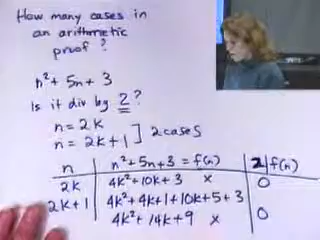 How many cases in
an arithmetic
proof?
n² + 5n + 3
Is it div by 2?
n = 2k
n = 2k+1 ] 2 cases
n | n²+5n+3 = f(n) | 2|f(n)
2k | 4k²+10k+3 x | 0
2k+1 | 4k²+4k+1+10k+5+3
4k²+14k+9 x | 0